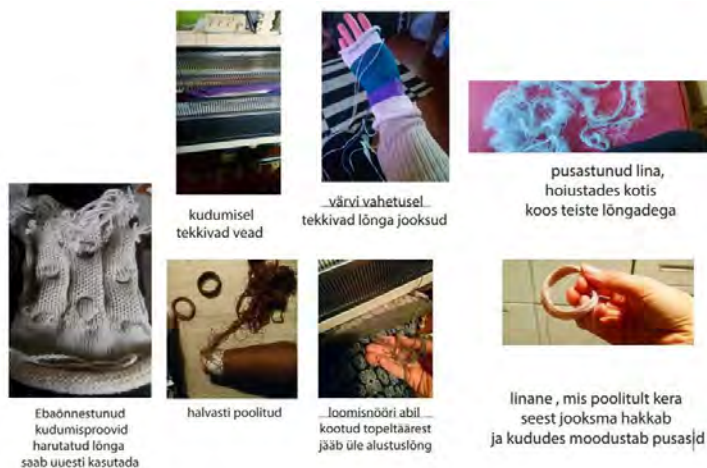 kudumisel
tekkivad vead
värvi vahetusel
tekkivad lõnga jooksud
pusastunud lina,
hoiustades kotis
koos teiste lõngadega
Ebaõnnestunud
kudumisproovid
harutatud lõnga
saab uuesti kasutada
halvasti poolitud
loomisnööri abil
kootud topeltäärest
jääb üle alustuslõng
linane , mis poolitult kera
seest jooksma hakkab
ja kududes moodustab pusasid